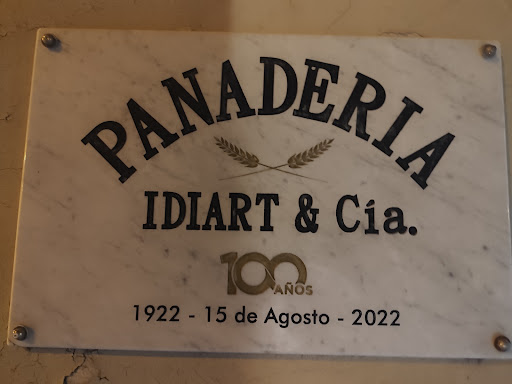 PANADERIA
IDIART & Cía.
100
AÑOS
1922 - 15 de Agosto - 2022